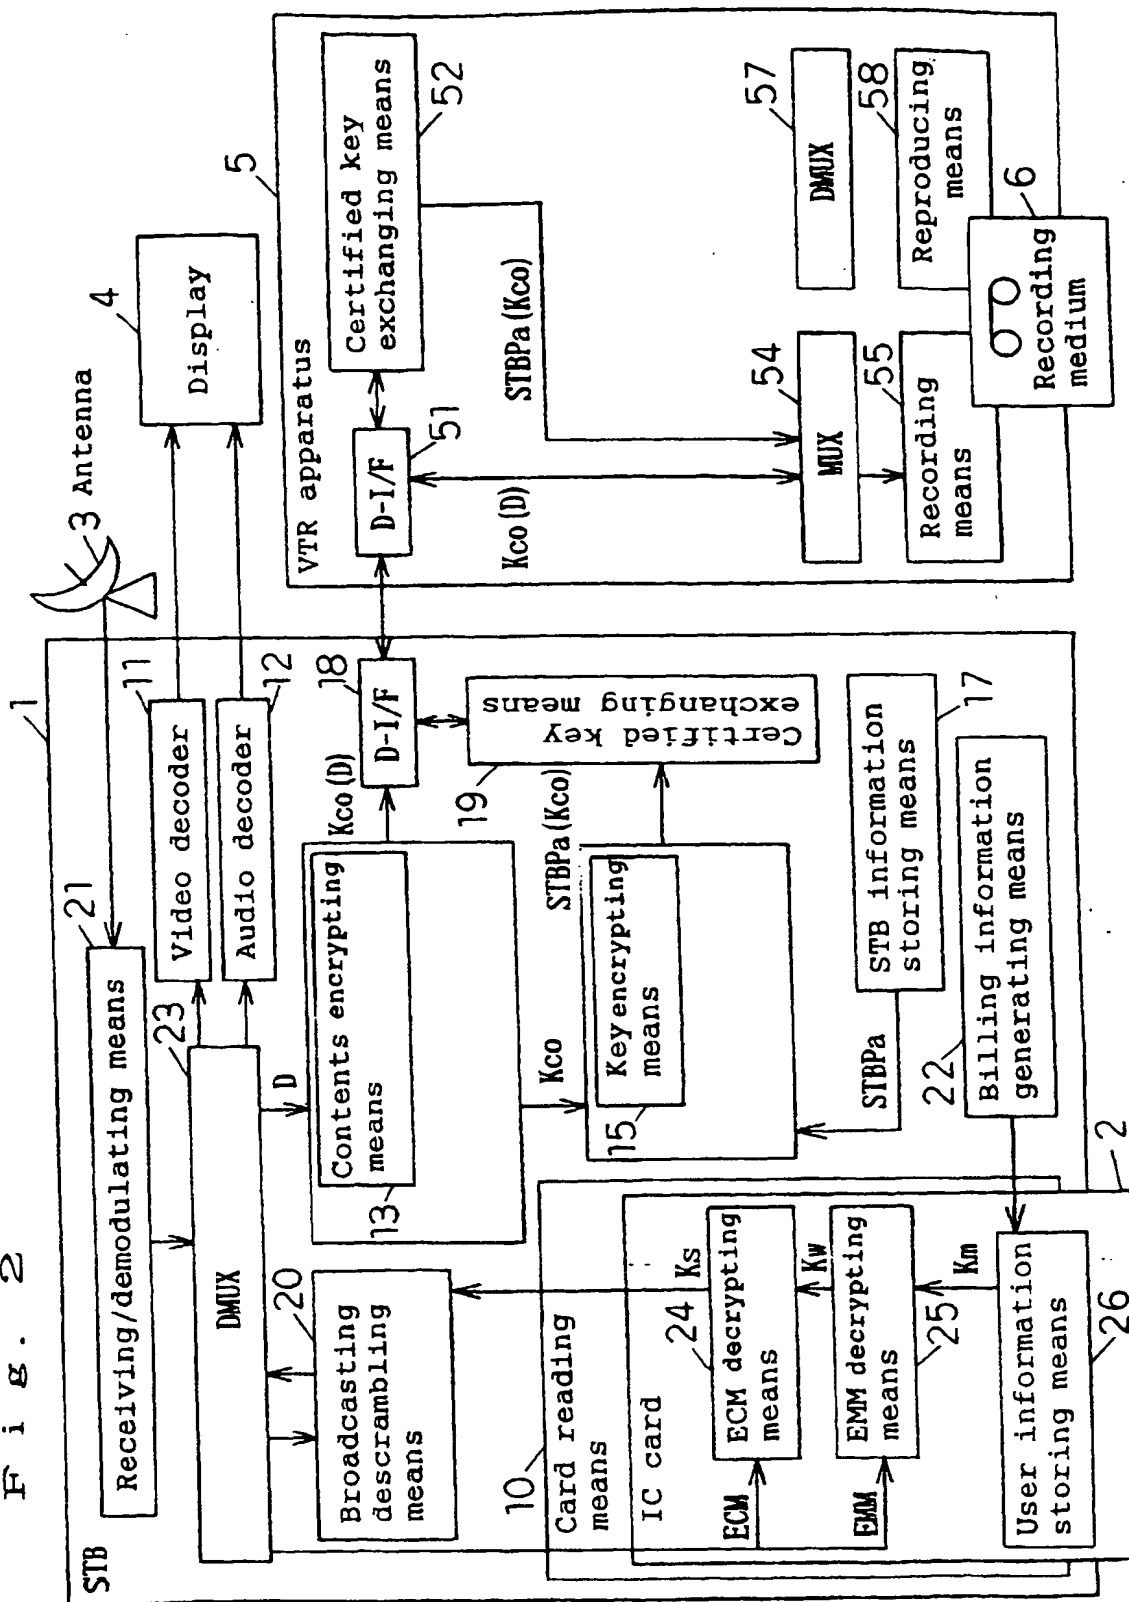 Fig. 2
1
STB
21
Receiving/demodulating means
3 Antenna
4
Display
23
DMUX
11
Video decoder
12
Audio decoder
D
20
Broadcasting
descrambling
means
Contents encrypting
means
13
Kco(D)
18
D-I/F
19
Certified key
exchanging means
Kco
STBPa(Kco)
Key encrypting
means
15
STBPa
STB information
storing means
17
22
Billing information
generating means
10
Card reading
means
2
IC card
Ks
24
ECM decrypting
means
ECM
Kw
EMM decrypting
means
25
EMM
Km
User information
storing means
26
5
VTR apparatus
D-I/F
51
Certified key
exchanging means
52
Kco(D)
STBPa(Kco)
54
MUX
57
DMUX
55
Recording
means
58
Reproducing
means
6
Recording
medium